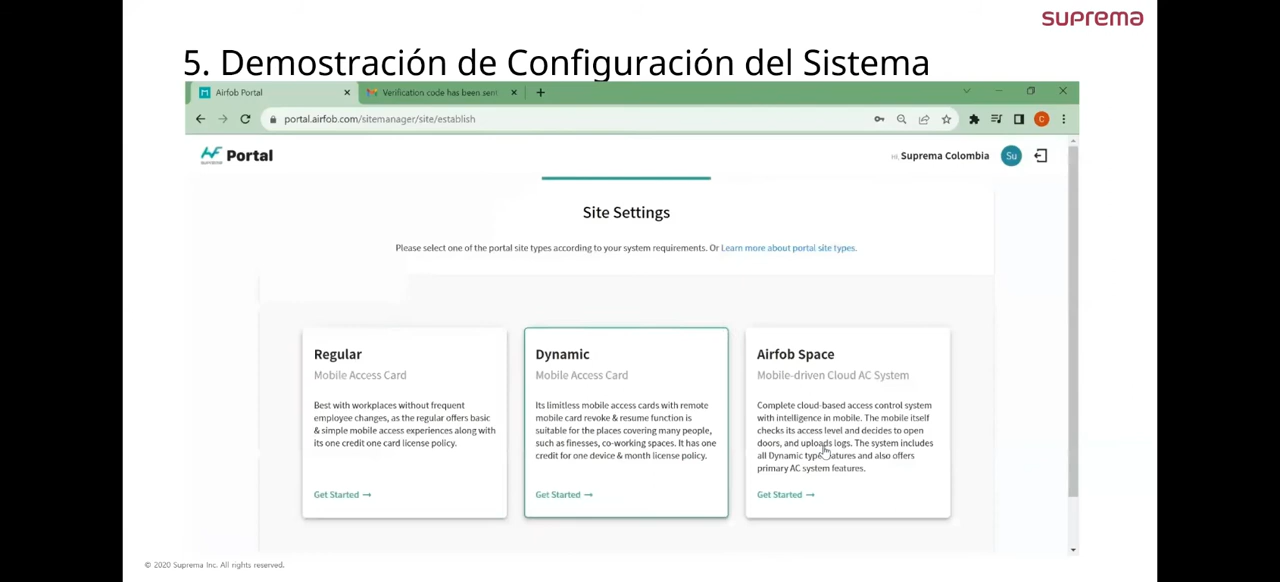 suprema
5. Demostración de Configuración del Sistema
Airfob Portal
Verification code has been sent
portal.airfob.com/sitemanager/site/establish
C
Portal
Hi, Suprema Colombia
Su
Site Settings
Please select one of the portal site types according to your system requirements. Or Learn more about portal site types.
Regular
Mobile Access Card
Best with workplaces without frequent
employee changes, as the regular offers basic
& simple mobile access experiences along with
its one credit one card license policy.
Get Started →
Dynamic
Mobile Access Card
Its limitless mobile access cards with remote
mobile card revoke & resume function is
suitable for the places covering many people,
such as finesses, co-working spaces. It has one
credit for one device & month license policy.
Get Started →
Airfob Space
Mobile-driven Cloud AC System
Complete cloud-based access control system
with intelligence in mobile. The mobile itself
checks its access level and decides to open
doors, and uploads logs. The system includes
all Dynamic type features and also offers
primary AC system features.
Get Started →
© 2020 Suprema Inc. All rights reserved.